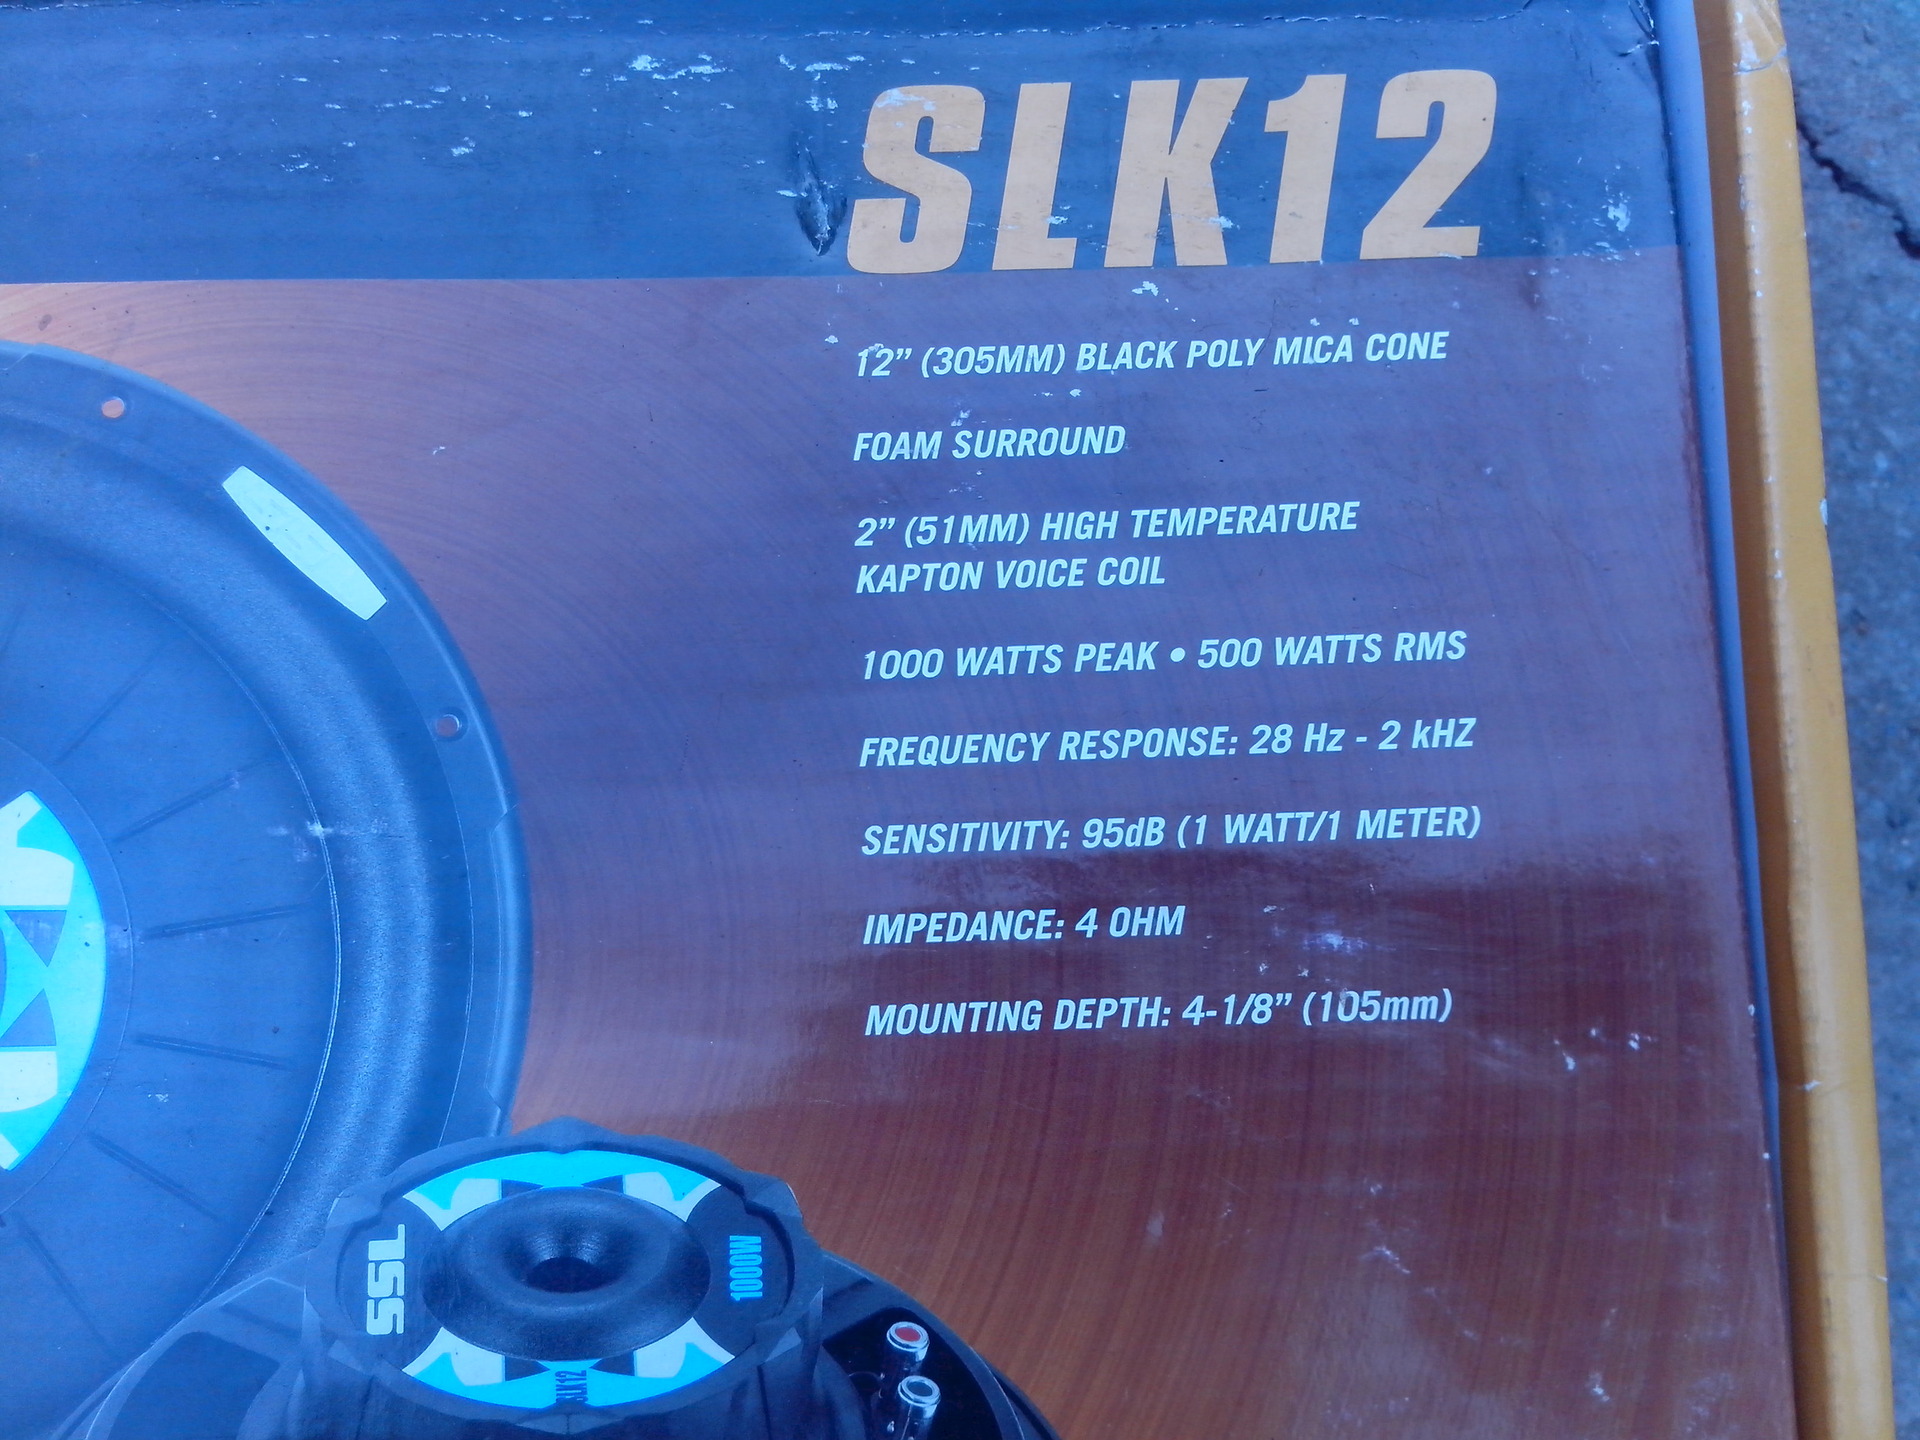 SLK12
12" (305MM) BLACK POLY MICA CONE
FOAM SURROUND
2" (51MM) HIGH TEMPERATURE
KAPTON VOICE COIL
1000 WATTS PEAK • 500 WATTS RMS
FREQUENCY RESPONSE: 28 Hz - 2 kHZ
SENSITIVITY: 95dB (1 WATT/1 METER)
IMPEDANCE: 4 OHM
MOUNTING DEPTH: 4-1/8" (105mm)
SSL
1000W
SLK12